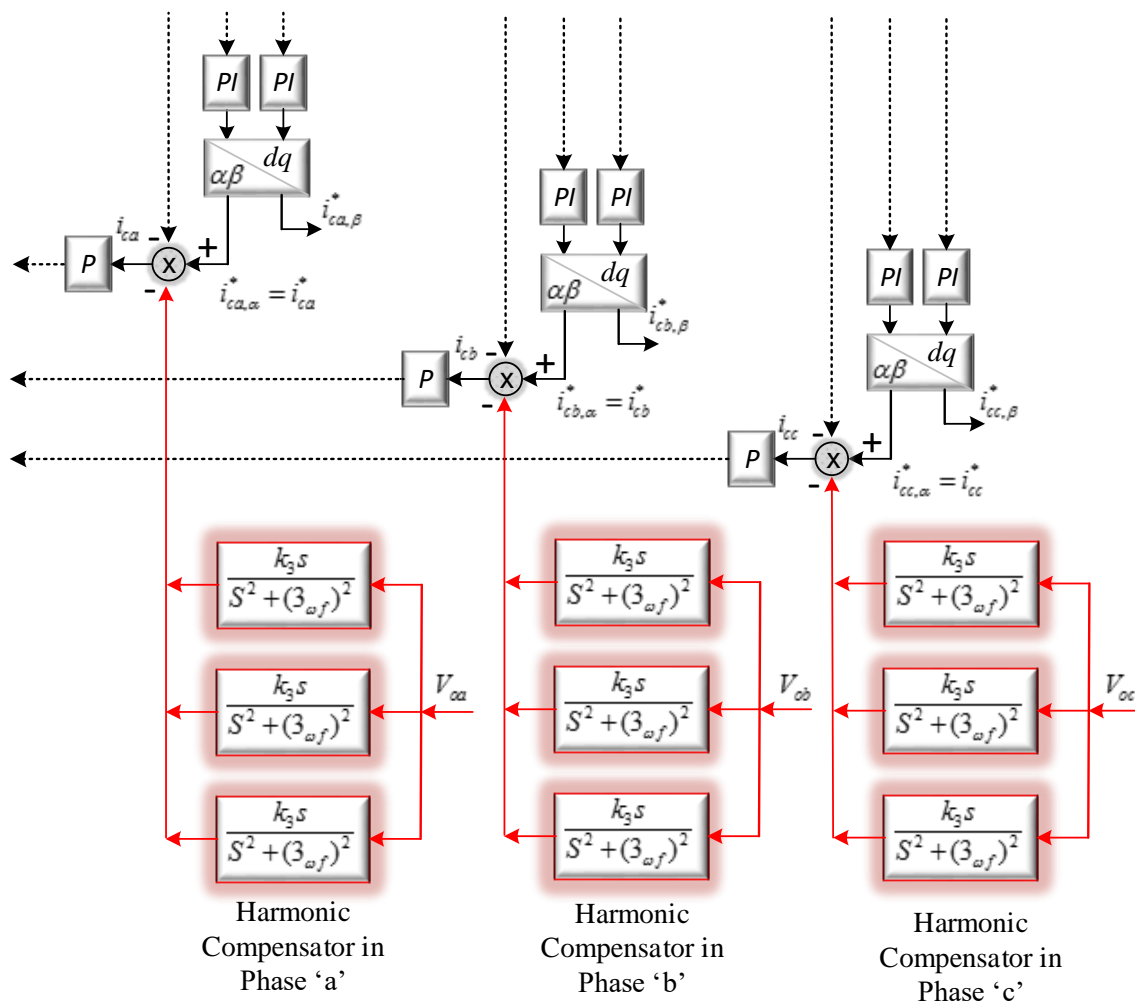 PI PI
αβ dq
i*ca,β
ica
- +
P X
-
i*ca,α = i*ca
PI PI
αβ dq
i*cb,β
icb
- +
P X
-
i*cb,α = i*cb
PI PI
αβ dq
i*cc,β
icc
- +
P X
-
i*cc,α = i*cc
k₃s
S² + (3ωf)²
k₃s
S² + (3ωf)²
k₃s
S² + (3ωf)²
Voa
Harmonic
Compensator in
Phase ‘a’
k₃s
S² + (3ωf)²
k₃s
S² + (3ωf)²
k₃s
S² + (3ωf)²
Vob
Harmonic
Compensator in
Phase ‘b’
k₃s
S² + (3ωf)²
k₃s
S² + (3ωf)²
k₃s
S² + (3ωf)²
Voc
Harmonic
Compensator in
Phase ‘c’